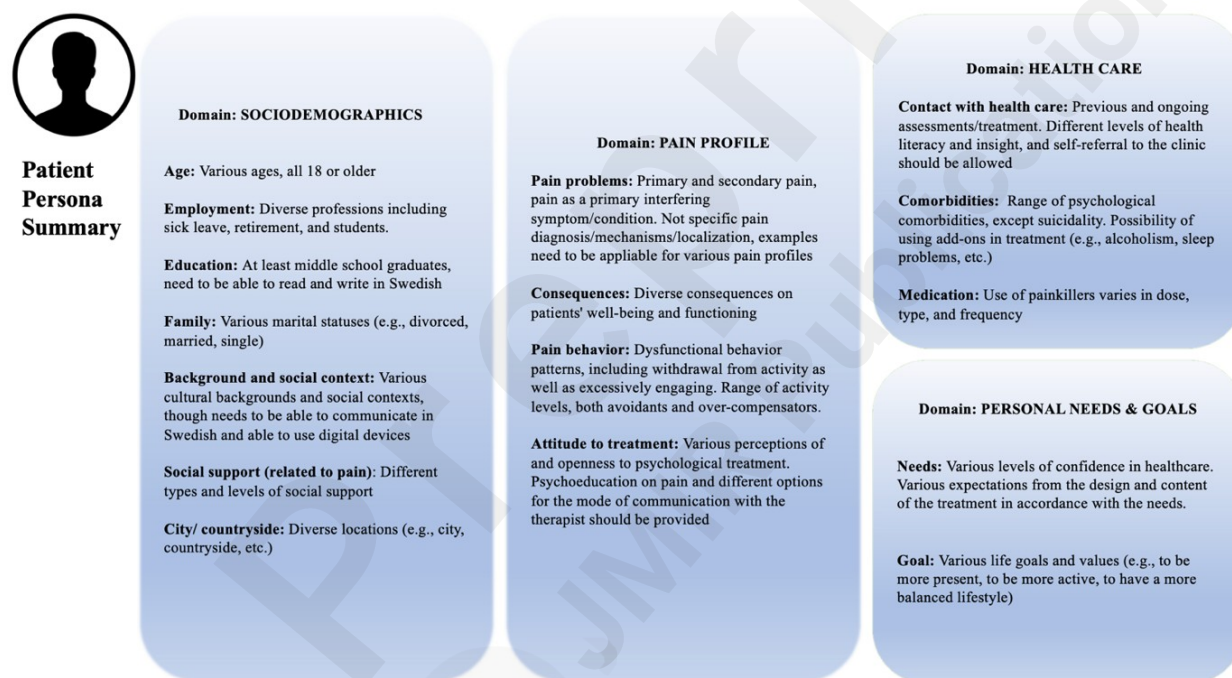 Patient
Persona
Summary
Domain: SOCIODEMOGRAPHICS
Age: Various ages, all 18 or older
Employment: Diverse professions including
sick leave, retirement, and students.
Education: At least middle school graduates,
need to be able to read and write in Swedish
Family: Various marital statuses (e.g., divorced,
married, single)
Background and social context: Various
cultural backgrounds and social contexts,
though needs to be able to communicate in
Swedish and able to use digital devices
Social support (related to pain): Different
types and levels of social support
City/ countryside: Diverse locations (e.g., city,
countryside, etc.)
Domain: PAIN PROFILE
Pain problems: Primary and secondary pain,
pain as a primary interfering
symptom/condition. Not specific pain
diagnosis/mechanisms/localization, examples
need to be appliable for various pain profiles
Consequences: Diverse consequences on
patients' well-being and functioning
Pain behavior: Dysfunctional behavior
patterns, including withdrawal from activity as
well as excessively engaging. Range of activity
levels, both avoidants and over-compensators.
Attitude to treatment: Various perceptions of
and openness to psychological treatment.
Psychoeducation on pain and different options
for the mode of communication with the
therapist should be provided
Domain: HEALTH CARE
Contact with health care: Previous and ongoing
assessments/treatment. Different levels of health
literacy and insight, and self-referral to the clinic
should be allowed
Comorbidities: Range of psychological
comorbidities, except suicidality. Possibility of
using add-ons in treatment (e.g., alcoholism, sleep
problems, etc.)
Medication: Use of painkillers varies in dose,
type, and frequency
Domain: PERSONAL NEEDS & GOALS
Needs: Various levels of confidence in healthcare.
Various expectations from the design and content
of the treatment in accordance with the needs.
Goal: Various life goals and values (e.g., to be
more present, to be more active, to have a more
balanced lifestyle)
Preprint
JMIR Publications